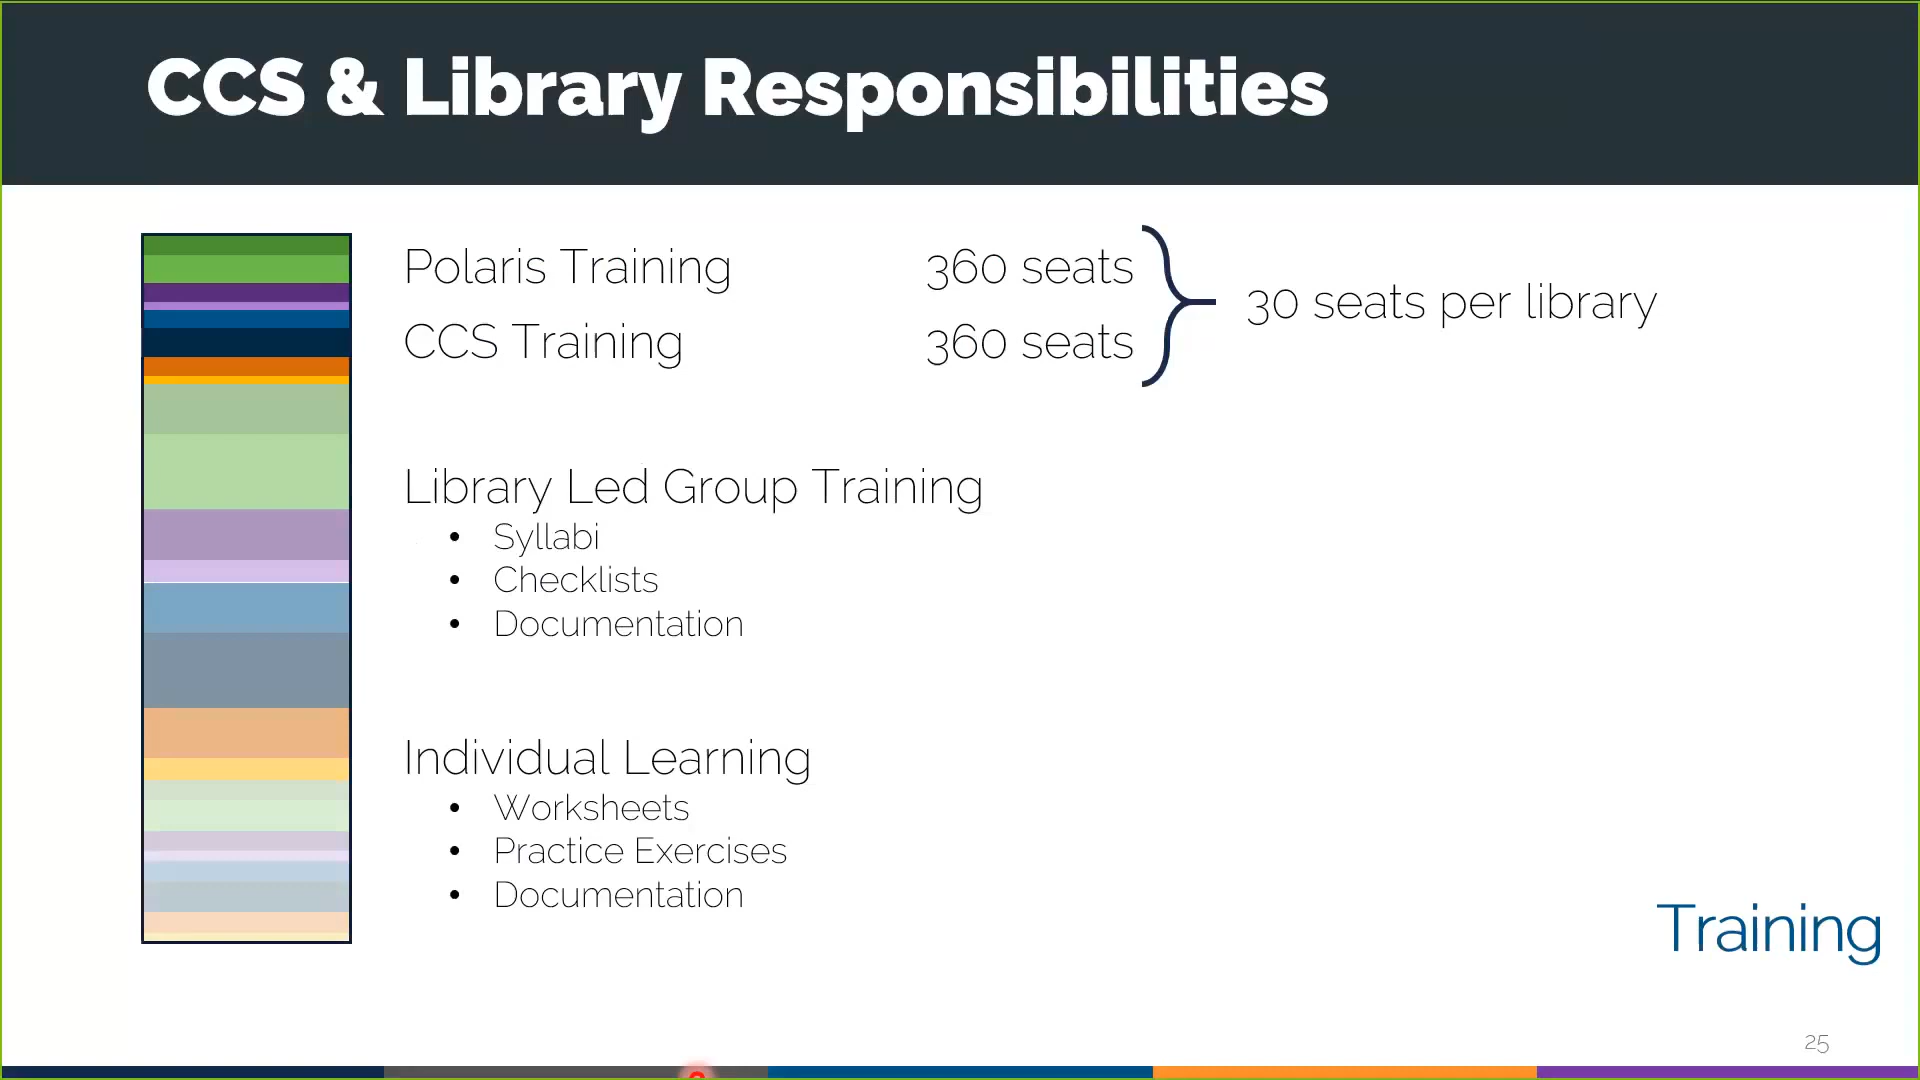 CCS & Library Responsibilities
Polaris Training 360 seats
CCS Training 360 seats
30 seats per library
Library Led Group Training
• Syllabi
• Checklists
• Documentation
Individual Learning
• Worksheets
• Practice Exercises
• Documentation
Training
25